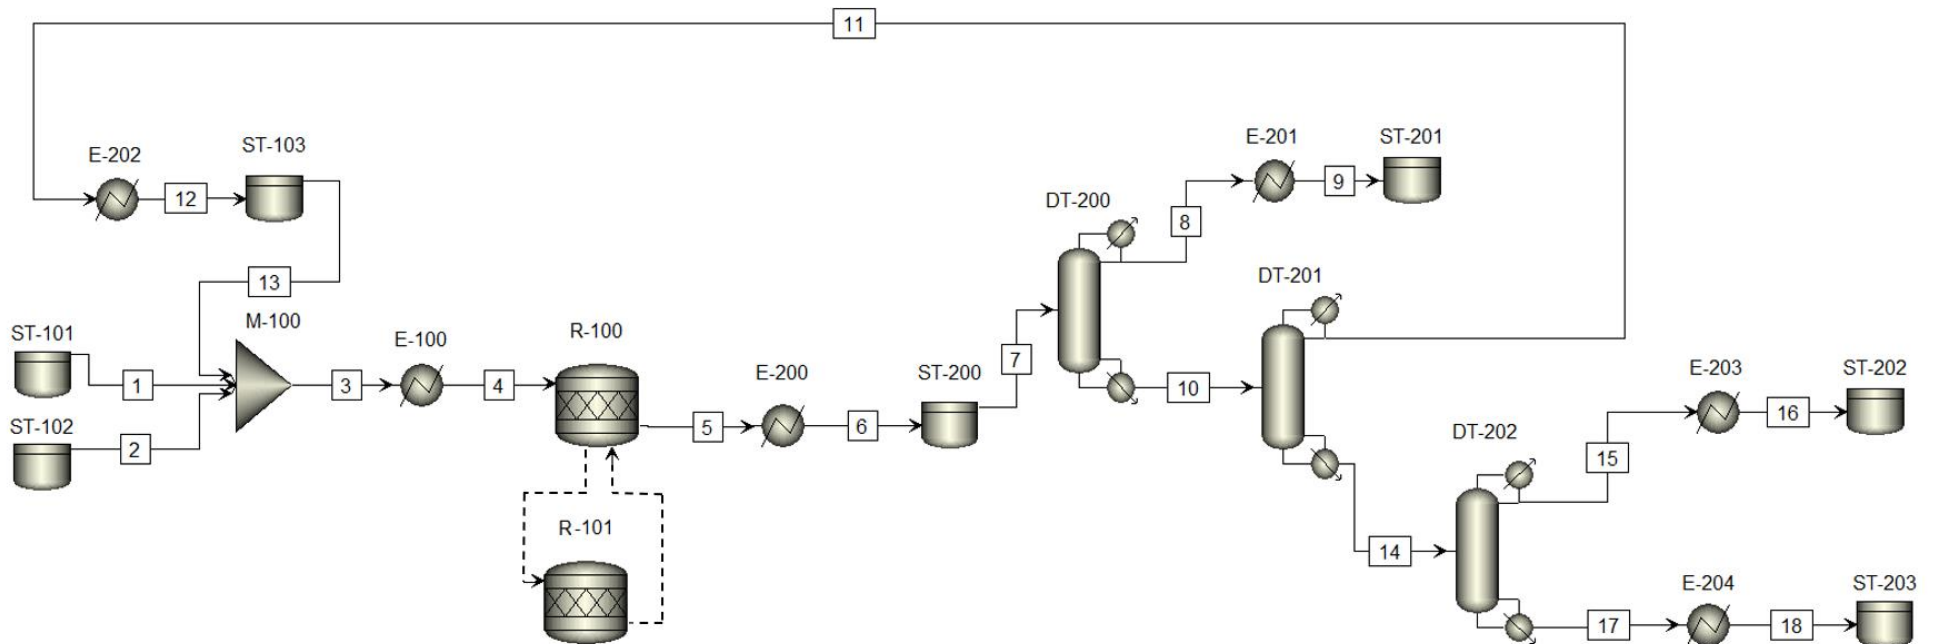 11
E-202
ST-103
12
13
ST-101
M-100
1
ST-102
2
3
E-100
4
R-100
R-101
5
E-200
6
ST-200
7
DT-200
8
E-201
9
ST-201
10
DT-201
14
DT-202
15
E-203
16
ST-202
17
E-204
18
ST-203